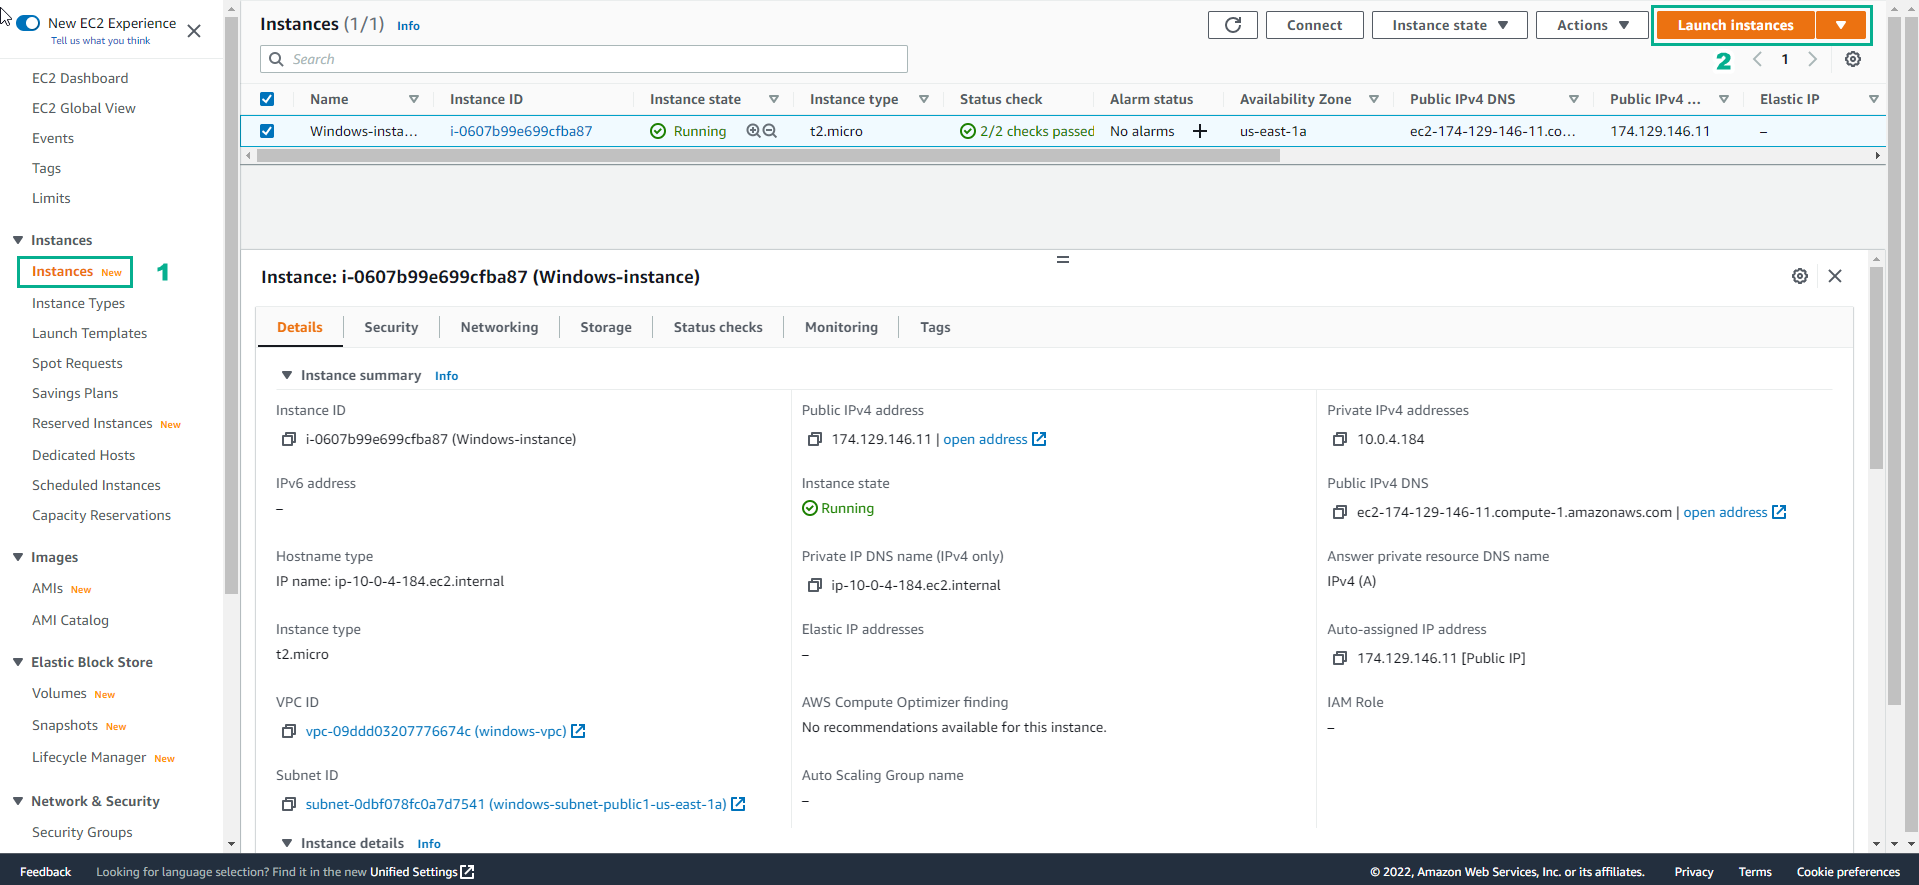 New EC2 Experience
Tell us what you think
EC2 Dashboard
EC2 Global View
Events
Tags
Limits
Instances
Instances New
1
Instance Types
Launch Templates
Spot Requests
Savings Plans
Reserved Instances New
Dedicated Hosts
Scheduled Instances
Capacity Reservations
Images
AMIs New
AMI Catalog
Elastic Block Store
Volumes New
Snapshots New
Lifecycle Manager New
Network & Security
Security Groups
Instances (1/1) Info
Connect
Instance state
Actions
Launch instances
Search
2
1
Name Instance ID Instance state Instance type Status check Alarm status Availability Zone Public IPv4 DNS Public IPv4 ... Elastic IP
Windows-insta... i-0607b99e699cfba87 Running t2.micro 2/2 checks passed No alarms + us-east-1a ec2-174-129-146-11.co... 174.129.146.11 –
Instance: i-0607b99e699cfba87 (Windows-instance)
Details Security Networking Storage Status checks Monitoring Tags
Instance summary Info
Instance ID
i-0607b99e699cfba87 (Windows-instance)
Public IPv4 address
174.129.146.11 | open address
Private IPv4 addresses
10.0.4.184
IPv6 address
–
Instance state
Running
Public IPv4 DNS
ec2-174-129-146-11.compute-1.amazonaws.com | open address
Hostname type
IP name: ip-10-0-4-184.ec2.internal
Private IP DNS name (IPv4 only)
ip-10-0-4-184.ec2.internal
Answer private resource DNS name
IPv4 (A)
Instance type
t2.micro
Elastic IP addresses
–
Auto-assigned IP address
174.129.146.11 [Public IP]
VPC ID
vpc-09ddd03207776674c (windows-vpc)
AWS Compute Optimizer finding
No recommendations available for this instance.
IAM Role
–
Subnet ID
subnet-0dbf078fc0a7d7541 (windows-subnet-public1-us-east-1a)
Auto Scaling Group name
–
Instance details Info
Feedback Looking for language selection? Find it in the new Unified Settings © 2022, Amazon Web Services, Inc. or its affiliates. Privacy Terms Cookie preferences